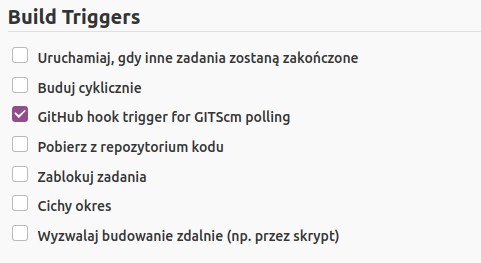 Build Triggers
Uruchamiaj, gdy inne zadania zostaną zakończone
Buduj cyklicznie
GitHub hook trigger for GITScm polling
Pobierz z repozytorium kodu
Zablokuj zadania
Cichy okres
Wyzwalaj budowanie zdalnie (np. przez skrypt)